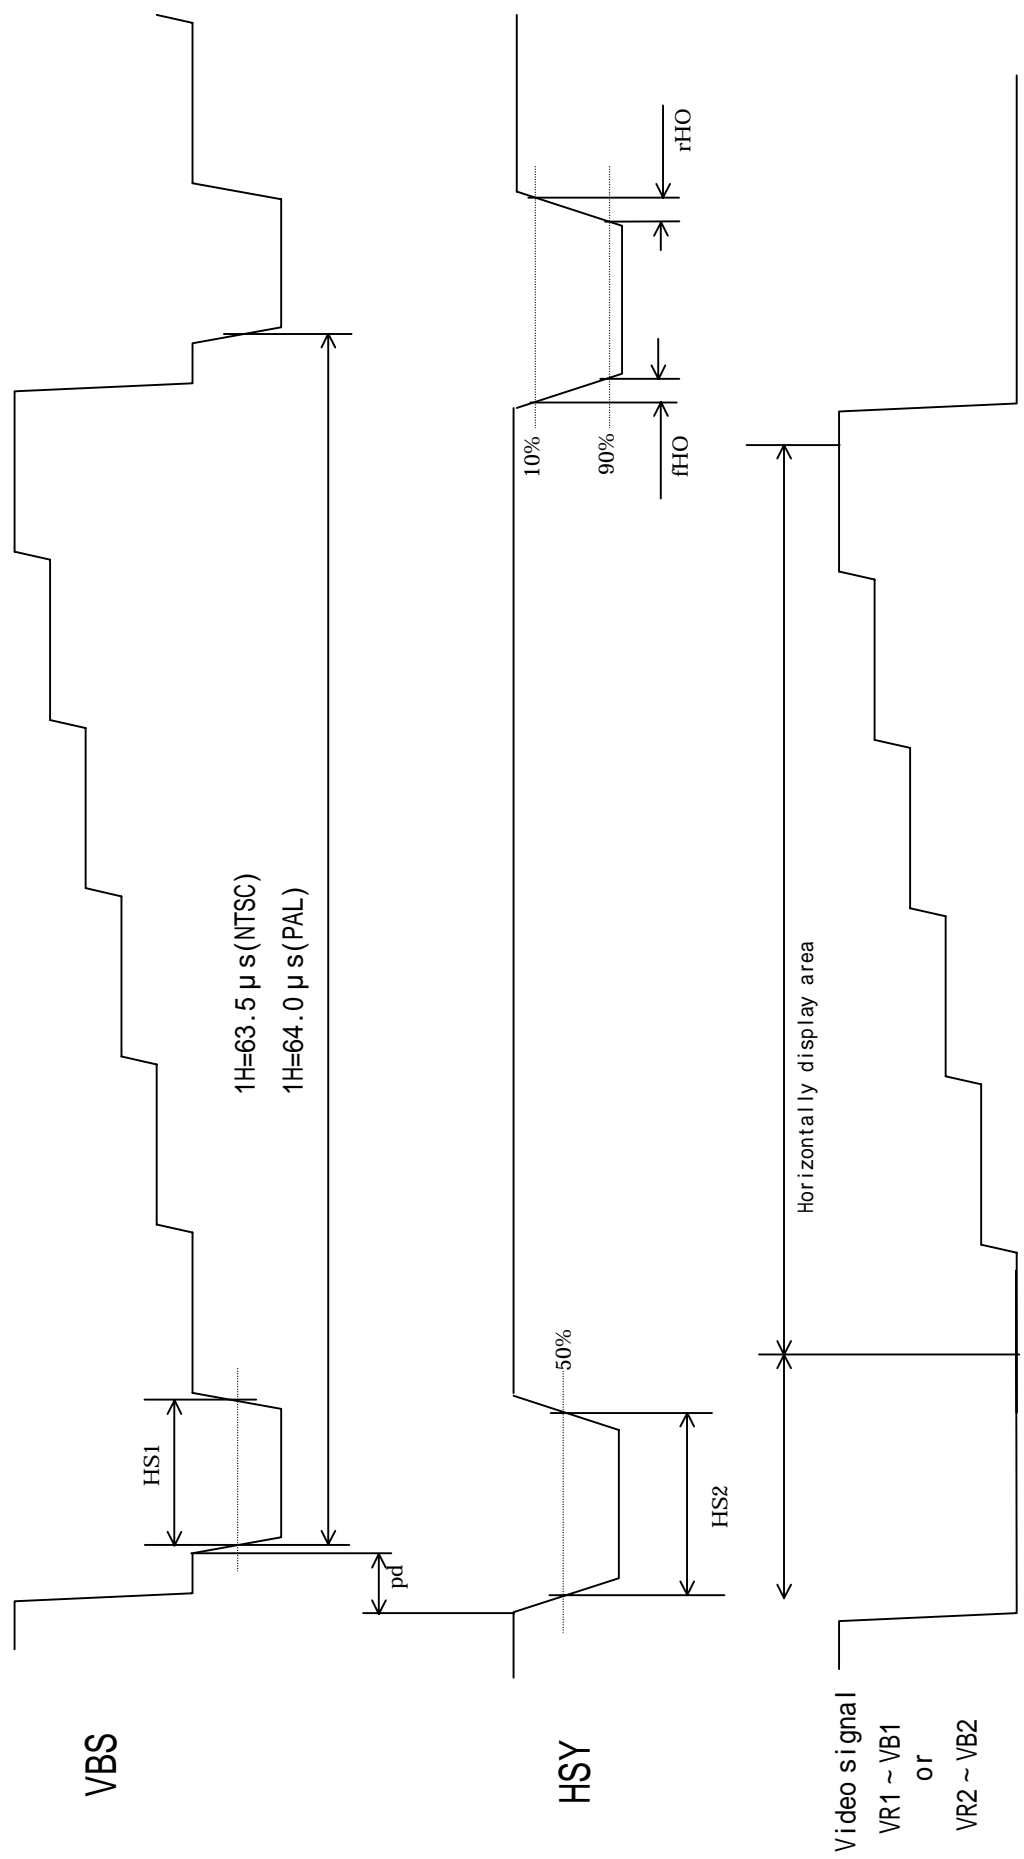 VBS
HS1
1H=63.5μs(NTSC)
1H=64.0μs(PAL)
pd
HSY
50%
HS2
10%
90%
fHO
rHO
Video signal
VR1~VB1
or
VR2~VB2
Horizontally display area